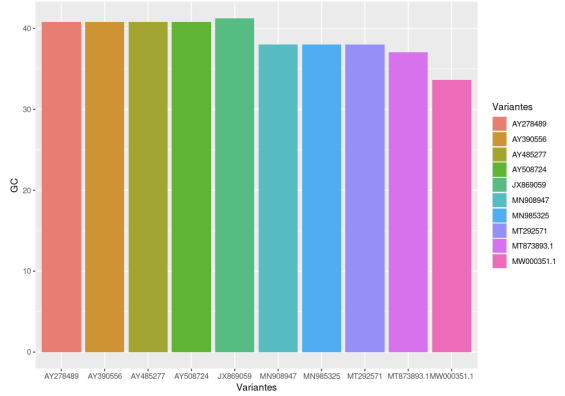 40
30
20
10
0
GC
AY278489 AY390556 AY485277 AY508724 JX869059 MN908947 MN985325 MT292571 MT873893.1 MW000351.1
Variantes
Variantes
AY278489
AY390556
AY485277
AY508724
JX869059
MN908947
MN985325
MT292571
MT873893.1
MW000351.1